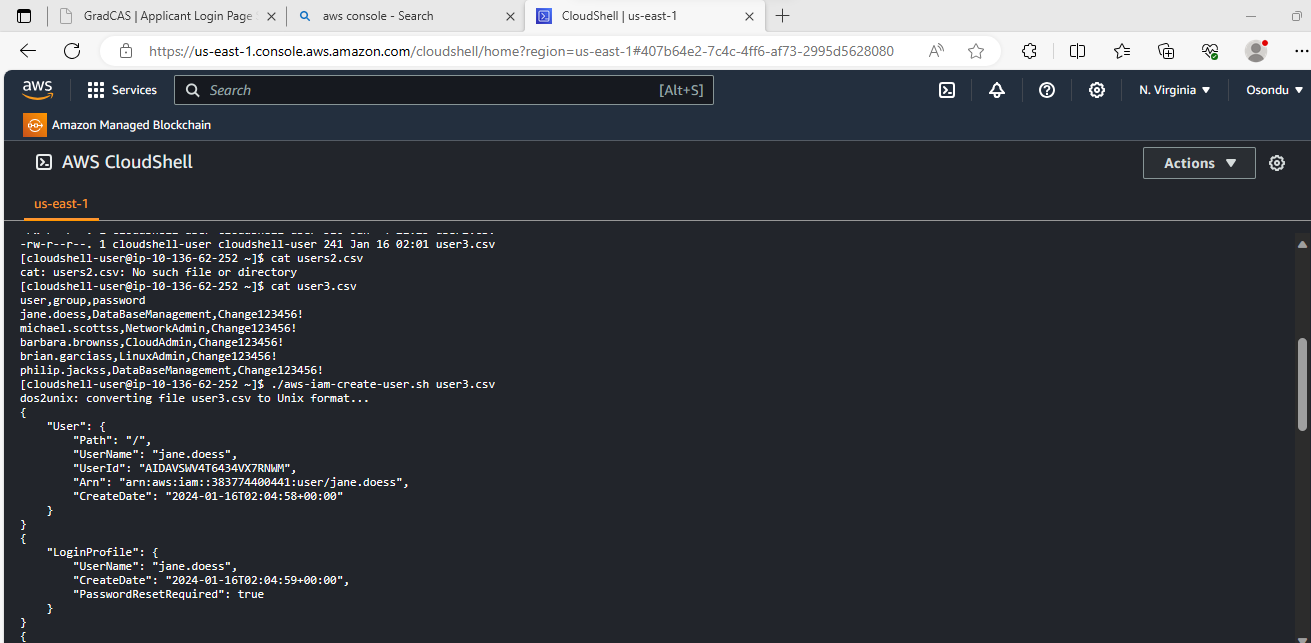 GradCAS | Applicant Login Page
aws console - Search
CloudShell | us-east-1
https://us-east-1.console.aws.amazon.com/cloudshell/home?region=us-east-1#407b64e2-7c4c-4ff6-af73-2995d5628080
aws
Services
Search
[Alt+S]
N. Virginia
Osondu
Amazon Managed Blockchain
AWS CloudShell
Actions
us-east-1
-rw-r--r--. 1 cloudshell-user cloudshell-user 241 Jan 16 02:01 user3.csv
[cloudshell-user@ip-10-136-62-252 ~]$ cat users2.csv
cat: users2.csv: No such file or directory
[cloudshell-user@ip-10-136-62-252 ~]$ cat user3.csv
user,group,password
jane.doess,DataBaseManagement,Change123456!
michael.scottss,NetworkAdmin,Change123456!
barbara.brownss,CloudAdmin,Change123456!
brian.garciass,LinuxAdmin,Change123456!
philip.jackss,DataBaseManagement,Change123456!
[cloudshell-user@ip-10-136-62-252 ~]$ ./aws-iam-create-user.sh user3.csv
dos2unix: converting file user3.csv to Unix format...
{
    "User": {
        "Path": "/",
        "UserName": "jane.doess",
        "UserId": "AIDAVSWV4T6434VX7RNWM",
        "Arn": "arn:aws:iam::383774400441:user/jane.doess",
        "CreateDate": "2024-01-16T02:04:58+00:00"
    }
}
{
    "LoginProfile": {
        "UserName": "jane.doess",
        "CreateDate": "2024-01-16T02:04:59+00:00",
        "PasswordResetRequired": true
    }
}
{